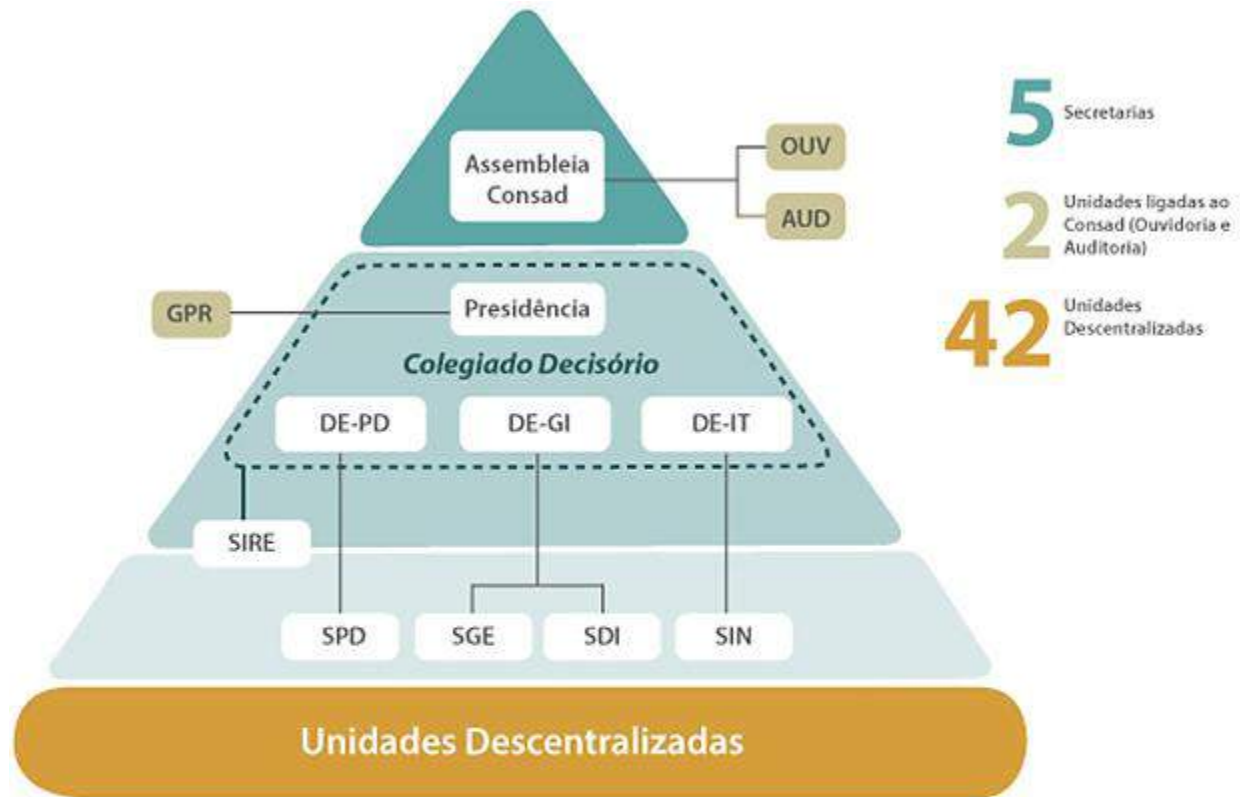 Assembleia
Consad
OUV
AUD
5
Secretarias
2
Unidades ligadas ao
Consad (Ouvidoria e
Auditoria)
42
Unidades
Descentralizadas
GPR
Presidência
Colegiado Decisório
DE-PD
DE-GI
DE-IT
SIRE
SPD
SGE
SDI
SIN
Unidades Descentralizadas